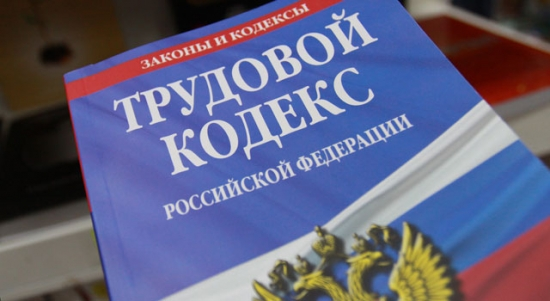 ЗАКОНЫ И КОДЕКСЫ
ТРУДОВОЙ
КОДЕКС
РОССИЙСКОЙ ФЕДЕРАЦИИ